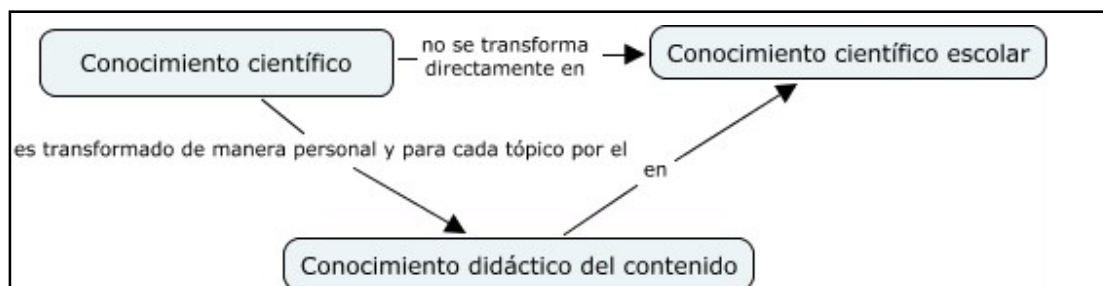 Conocimiento científico
no se transforma
directamente en
Conocimiento científico escolar
es transformado de manera personal y para cada tópico por el
en
Conocimiento didáctico del contenido